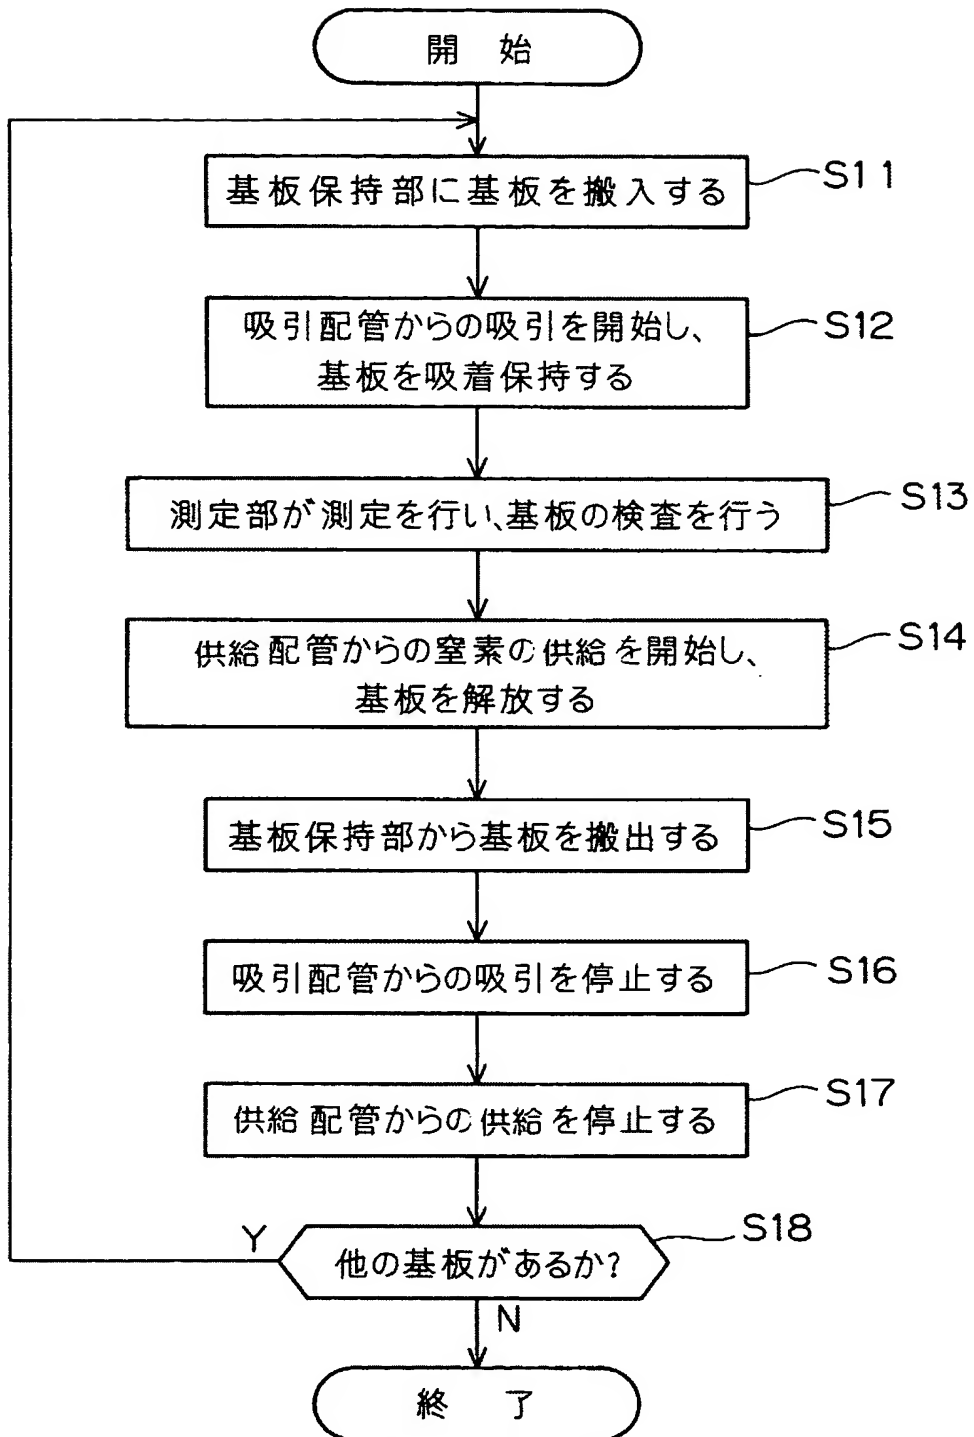 開 始
基板保持部に基板を搬入する
S11
吸引配管からの吸引を開始し、
基板を吸着保持する
S12
測定部が測定を行い、基板の検査を行う
S13
供給配管からの窒素の供給を開始し、
基板を解放する
S14
基板保持部から基板を搬出する
S15
吸引配管からの吸引を停止する
S16
供給配管からの供給を停止する
S17
他の基板があるか?
S18
Y
N
終 了